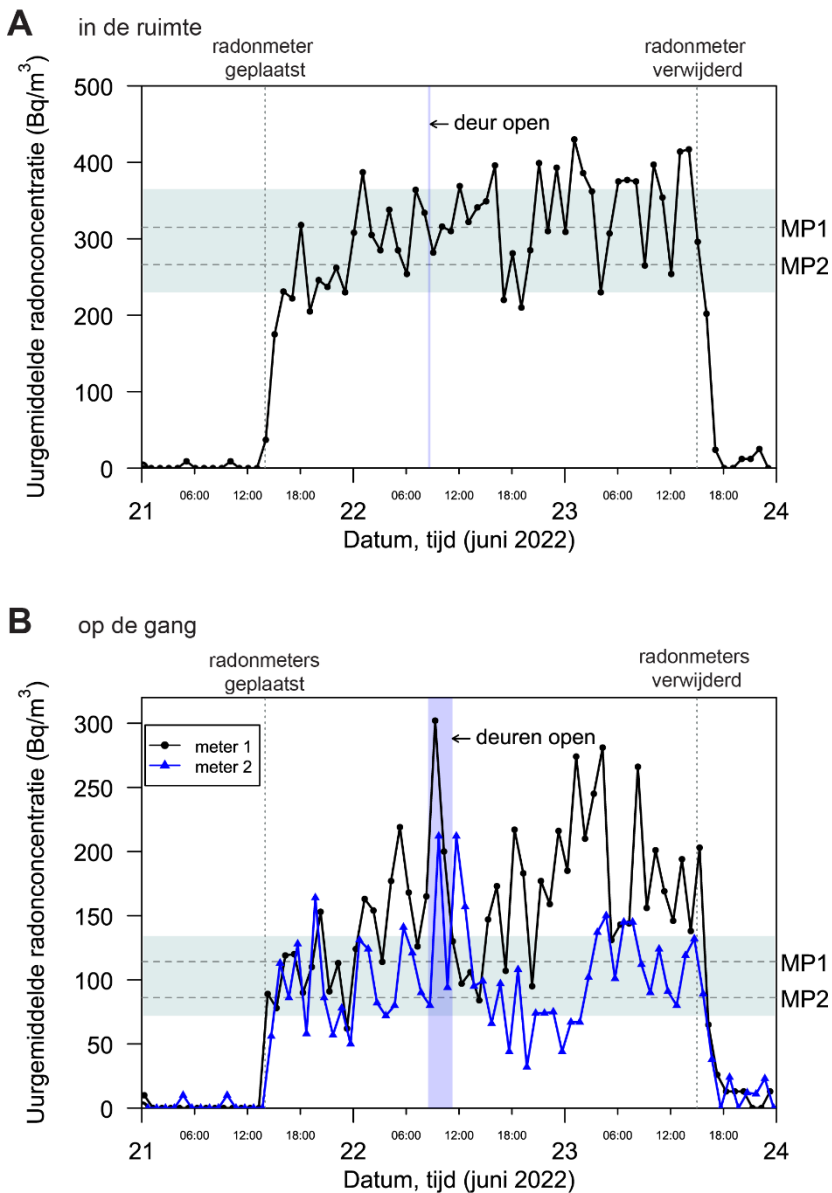 A in de ruimte
radonmeter
geplaatst
radonmeter
verwijderd
Uurgemiddelde radonconcentratie (Bq/m³)
500
400
300
200
100
0
← deur open
MP1
MP2
06:00 12:00 18:00 06:00 12:00 18:00 06:00 12:00 18:00
21 22 23 24
Datum, tijd (juni 2022)
B op de gang
radonmeters
geplaatst
radonmeters
verwijderd
Uurgemiddelde radonconcentratie (Bq/m³)
300
250
200
150
100
50
0
meter 1
meter 2
← deuren open
MP1
MP2
06:00 12:00 18:00 06:00 12:00 18:00 06:00 12:00 18:00
21 22 23 24
Datum, tijd (juni 2022)